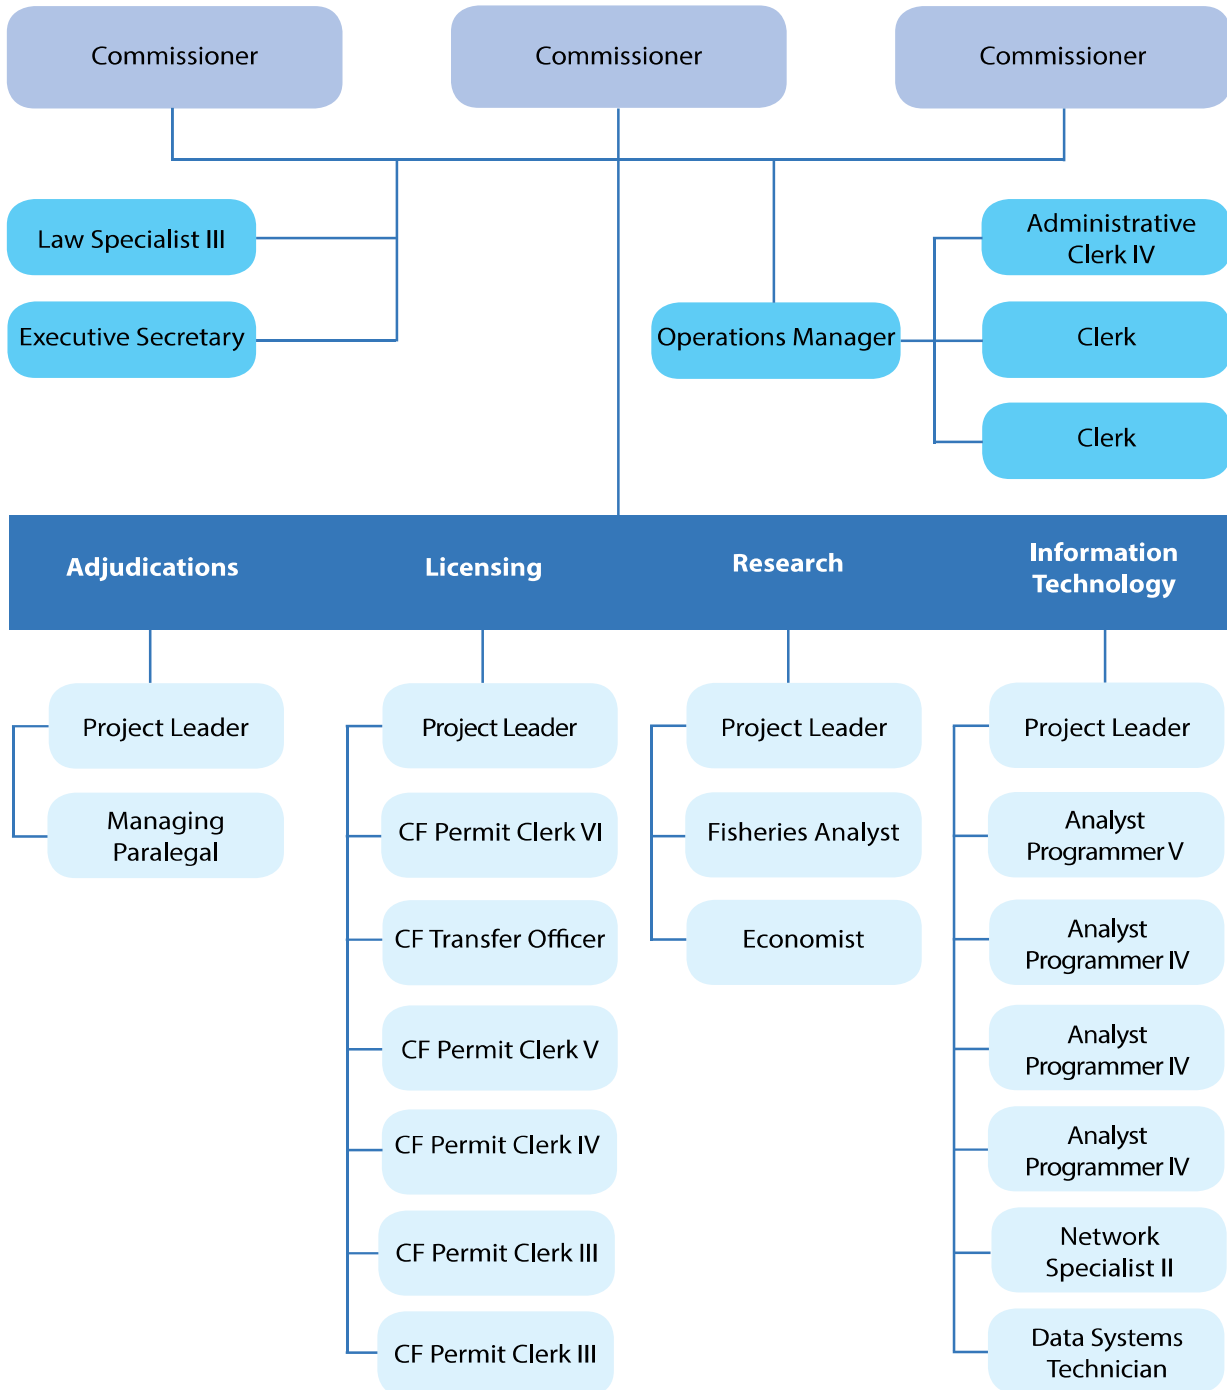 Commissioner
Commissioner
Commissioner
Law Specialist III
Executive Secretary
Operations Manager
Administrative
Clerk IV
Clerk
Clerk
Adjudications
Licensing
Research
Information
Technology
Project Leader
Managing
Paralegal
Project Leader
CF Permit Clerk VI
CF Transfer Officer
CF Permit Clerk V
CF Permit Clerk IV
CF Permit Clerk III
CF Permit Clerk III
Project Leader
Fisheries Analyst
Economist
Project Leader
Analyst
Programmer V
Analyst
Programmer IV
Analyst
Programmer IV
Analyst
Programmer IV
Network
Specialist II
Data Systems
Technician